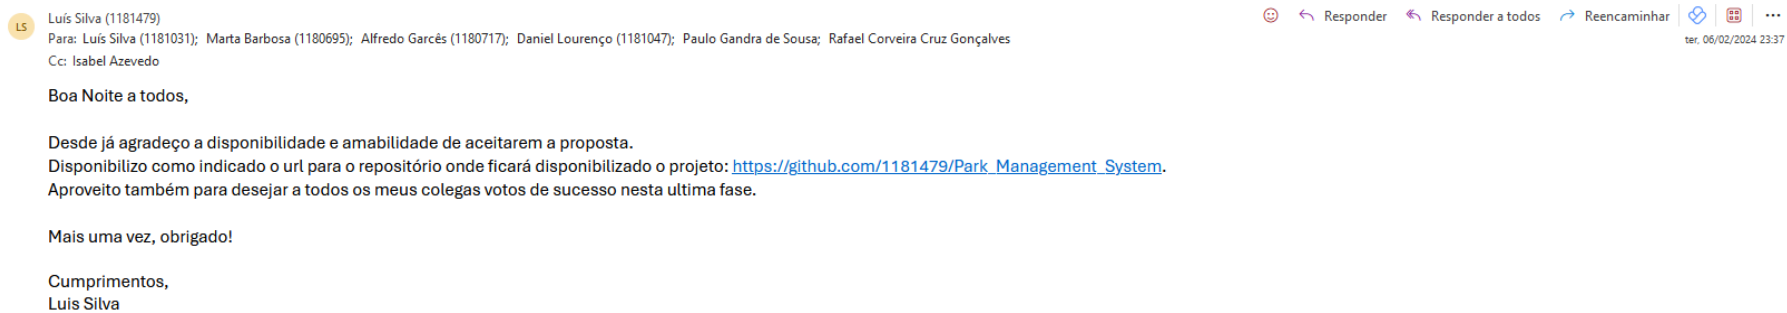 LS
Luís Silva (1181479)
Responder
Responder a todos
Reencaminhar
Para: Luís Silva (1181031); Marta Barbosa (1180695); Alfredo Garcês (1180717); Daniel Lourenço (1181047); Paulo Gandra de Sousa; Rafael Corveira Cruz Gonçalves
ter, 06/02/2024 23:37
Cc: Isabel Azevedo
Boa Noite a todos,
Desde já agradeço a disponibilidade e amabilidade de aceitarem a proposta.
Disponibilizo como indicado o url para o repositório onde ficará disponibilizado o projeto: https://github.com/1181479/Park_Management_System.
Aproveito também para desejar a todos os meus colegas votos de sucesso nesta ultima fase.
Mais uma vez, obrigado!
Cumprimentos,
Luis Silva